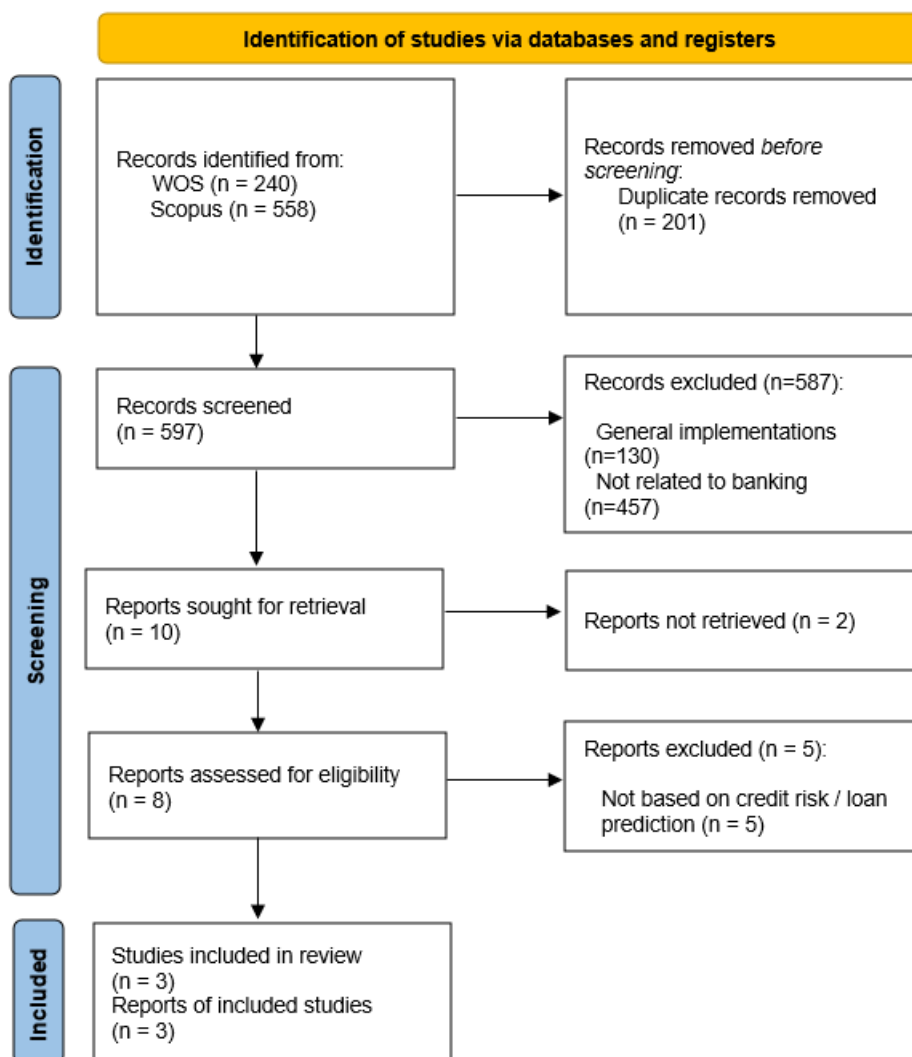 Identification of studies via databases and registers
Identification
Records identified from:
WOS (n = 240)
Scopus (n = 558)
Records removed before
screening:
Duplicate records removed
(n = 201)
Screening
Records screened
(n = 597)
Records excluded (n=587):
General implementations
(n=130)
Not related to banking
(n=457)
Reports sought for retrieval
(n = 10)
Reports not retrieved (n = 2)
Reports assessed for eligibility
(n = 8)
Reports excluded (n = 5):
Not based on credit risk / loan
prediction (n = 5)
Included
Studies included in review
(n = 3)
Reports of included studies
(n = 3)